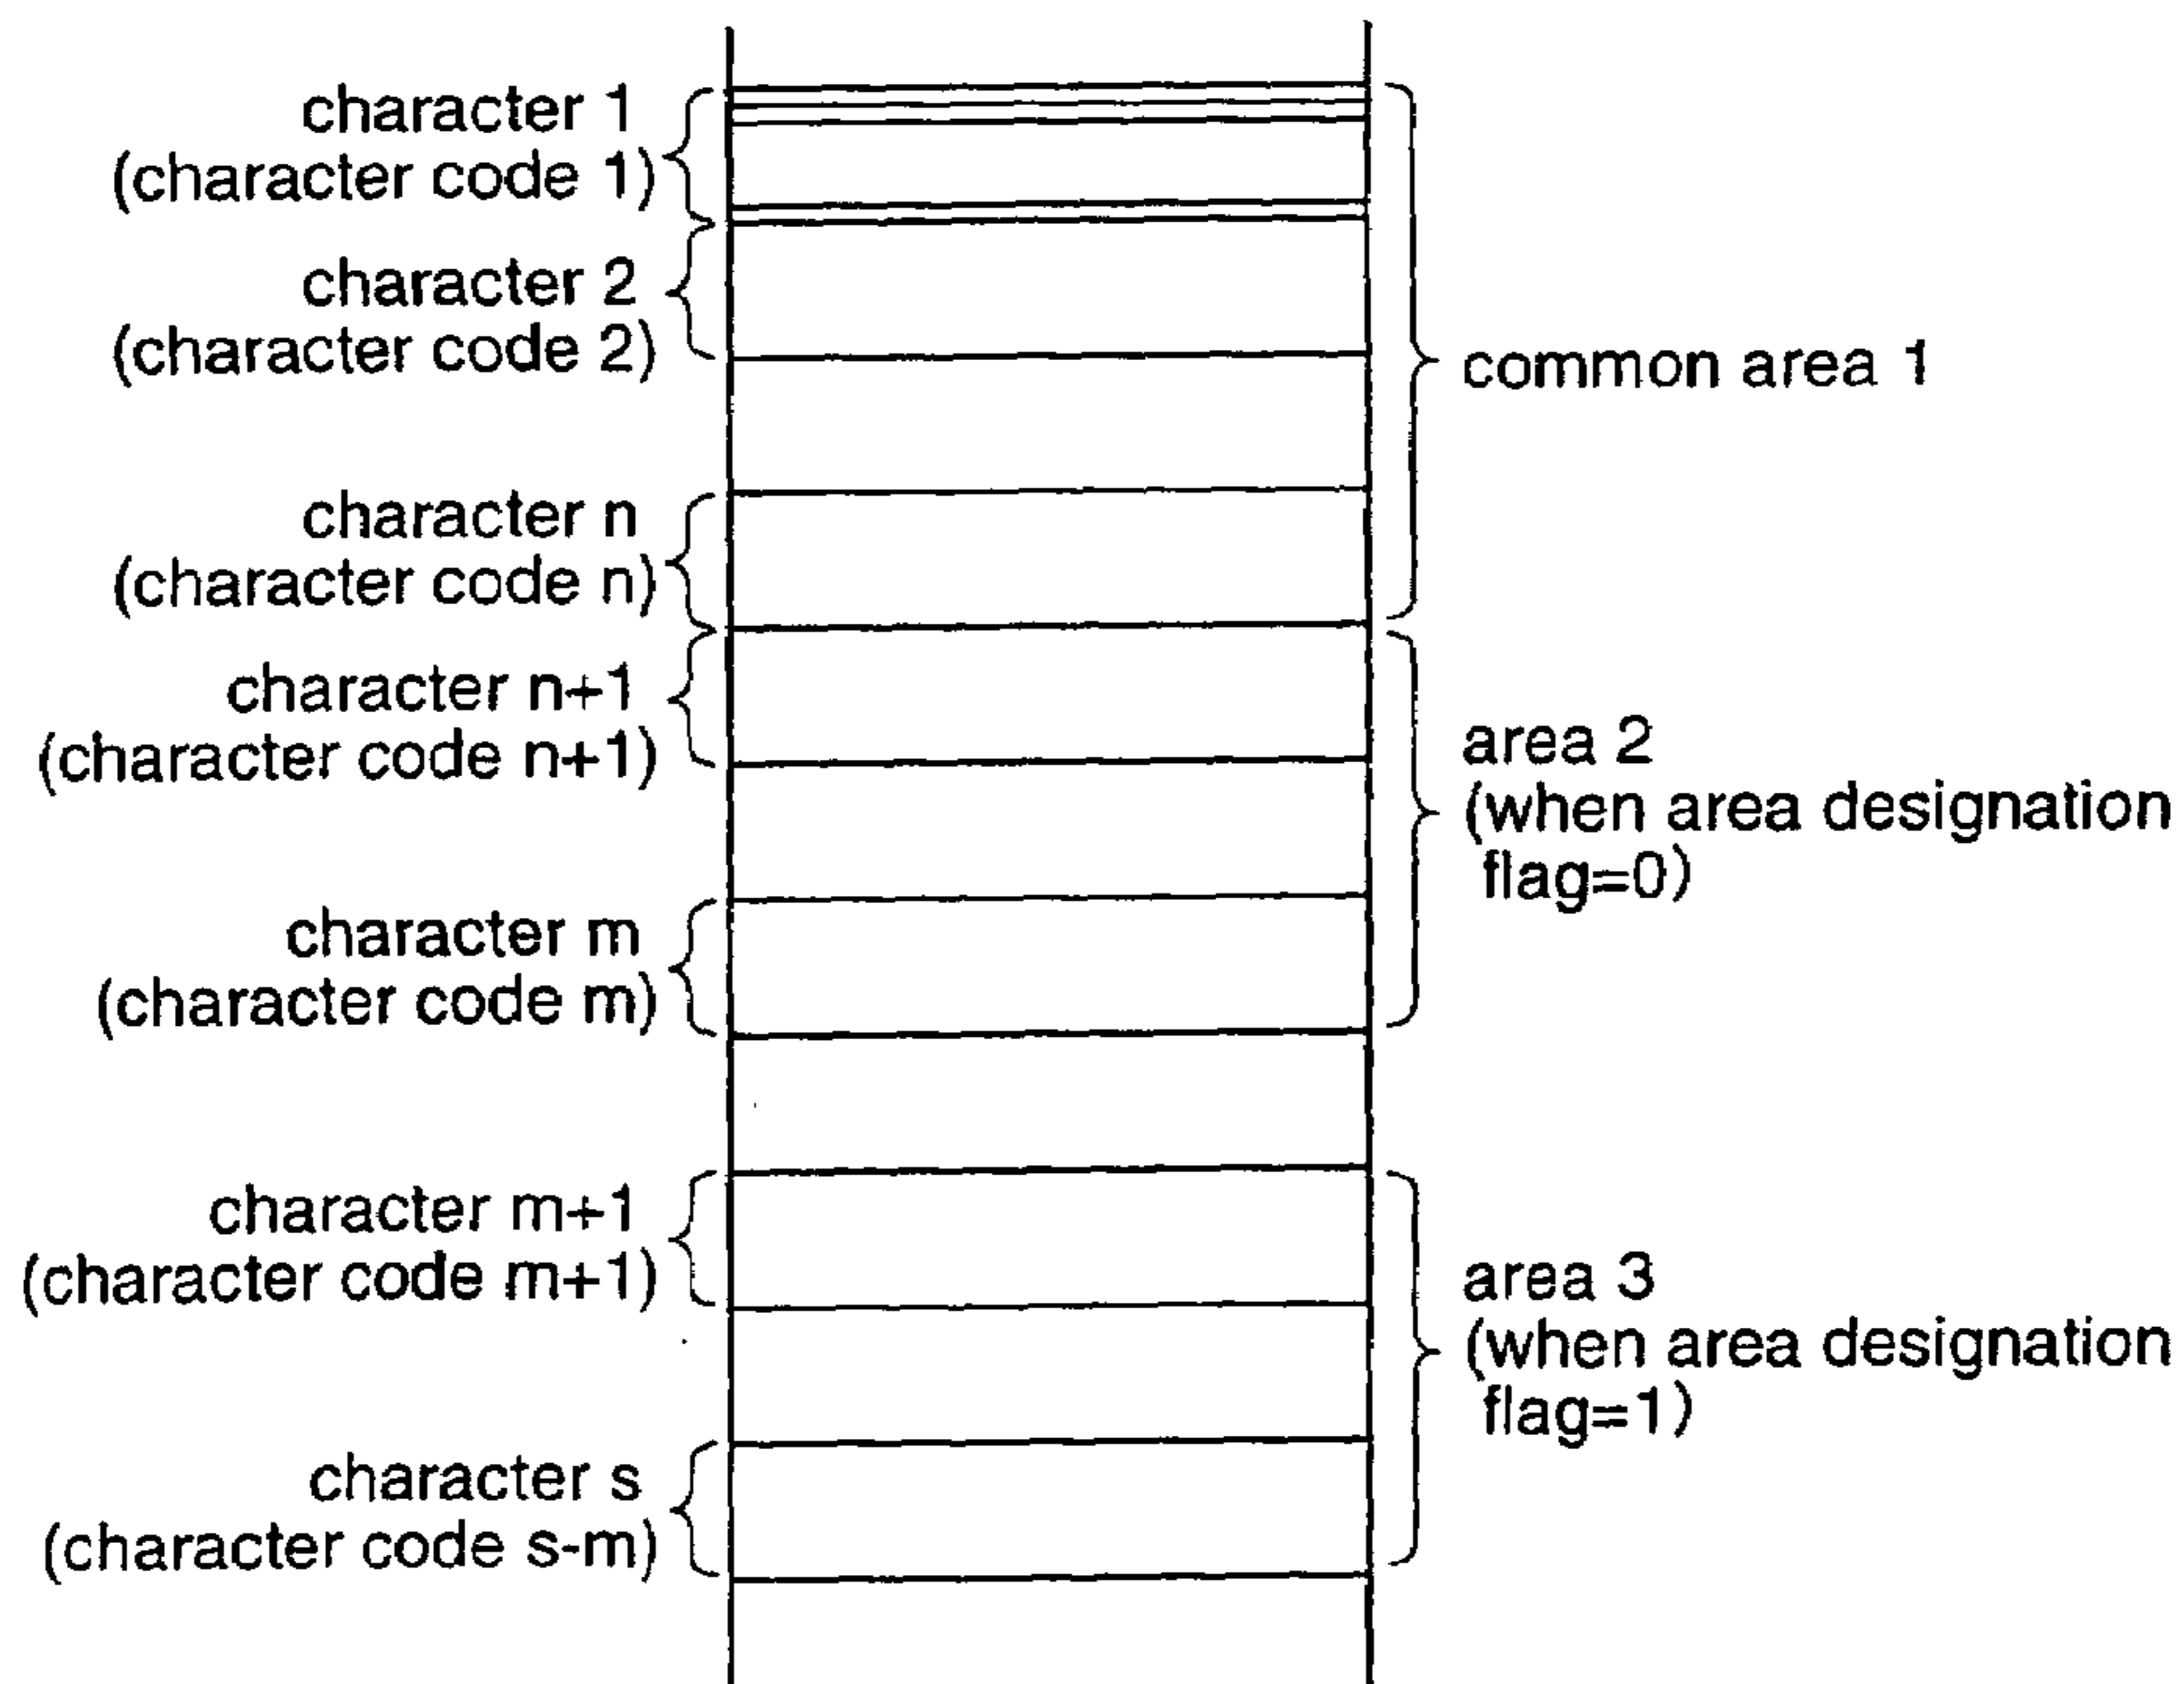 character 1
(character code 1)
character 2
(character code 2)
common area 1
character n
(character code n)
character n+1
(character code n+1)
area 2
(when area designation
flag=0)
character m
(character code m)
character m+1
(character code m+1)
area 3
(when area designation
flag=1)
character s
(character code s-m)